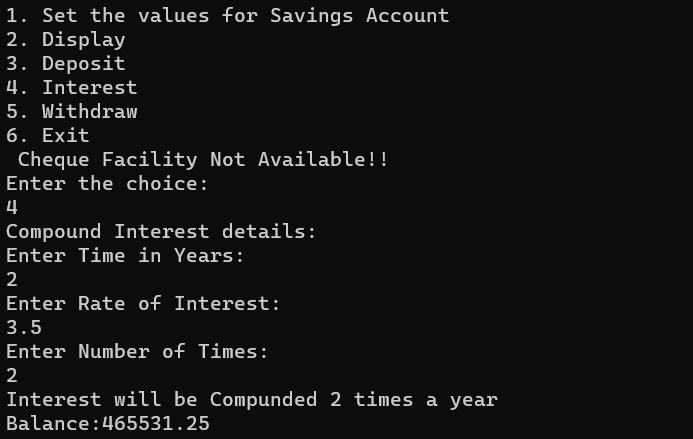 1. Set the values for Savings Account
2. Display
3. Deposit
4. Interest
5. Withdraw
6. Exit
Cheque Facility Not Available!!
Enter the choice:
4
Compound Interest details:
Enter Time in Years:
2
Enter Rate of Interest:
3.5
Enter Number of Times:
2
Interest will be Compunded 2 times a year
Balance:465531.25